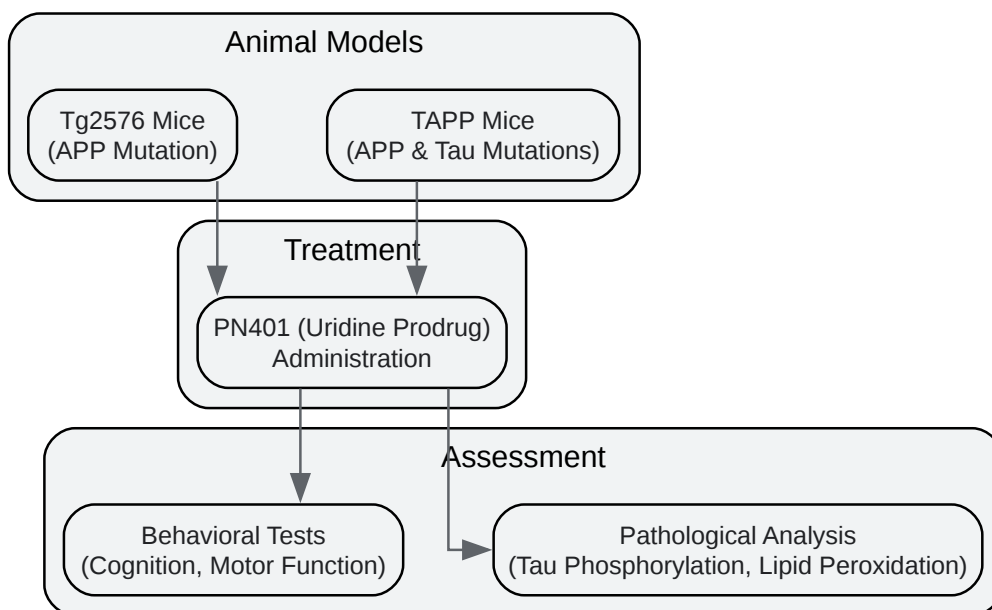 Animal Models
Tg2576 Mice
(APP Mutation)
TAPP Mice
(APP & Tau Mutations)
Treatment
PN401 (Uridine Prodrug)
Administration
Assessment
Behavioral Tests
(Cognition, Motor Function)
Pathological Analysis
(Tau Phosphorylation, Lipid Peroxidation)